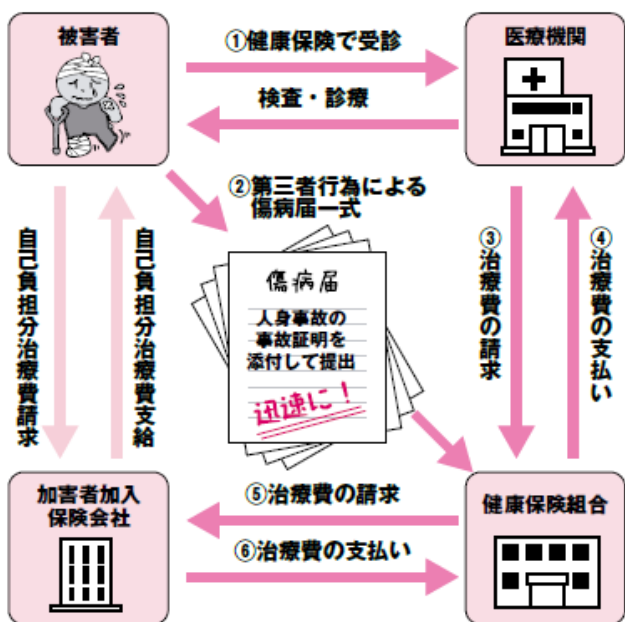 被害者
①健康保険で受診
医療機関
検査・診療
②第三者行為による
傷病届一式
自己負担分治療費請求
自己負担分治療費支給
傷病届
人身事故の
事故証明を
添付して提出
迅速に！
③治療費の請求
④治療費の支払い
加害者加入
保険会社
⑤治療費の請求
⑥治療費の支払い
健康保険組合